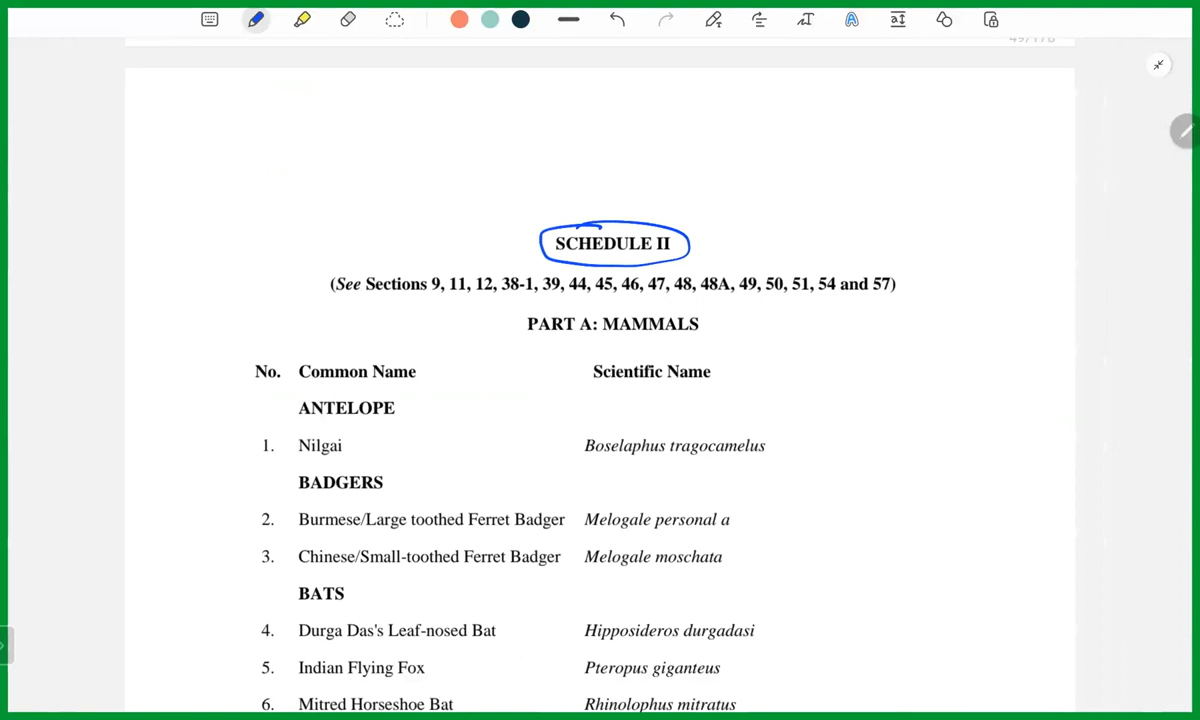 49/178
SCHEDULE II
(See Sections 9, 11, 12, 38-1, 39, 44, 45, 46, 47, 48, 48A, 49, 50, 51, 54 and 57)
PART A: MAMMALS
No. Common Name Scientific Name
ANTELOPE
1. Nilgai Boselaphus tragocamelus
BADGERS
2. Burmese/Large toothed Ferret Badger Melogale personal a
3. Chinese/Small-toothed Ferret Badger Melogale moschata
BATS
4. Durga Das's Leaf-nosed Bat Hipposideros durgadasi
5. Indian Flying Fox Pteropus giganteus
6. Mitred Horseshoe Bat Rhinolophus mitratus